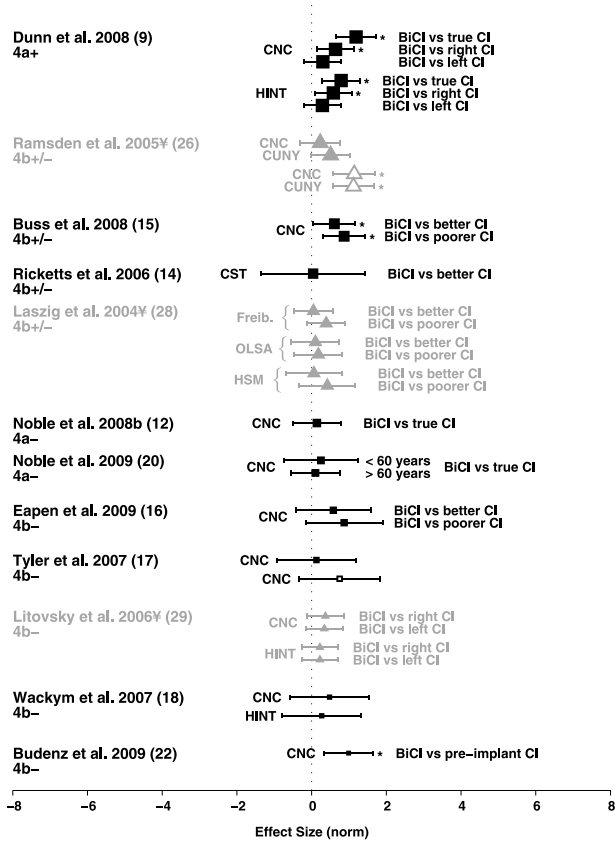 Dunn et al. 2008 (9)
4a+
CNC
* BiCI vs true CI
* BiCI vs right CI
BiCI vs left CI
HINT
* BiCI vs true CI
* BiCI vs right CI
BiCI vs left CI
Ramsden et al. 2005¥ (26)
4b+/−
CNC
CUNY
CNC *
CUNY *
Buss et al. 2008 (15)
4b+/−
CNC
* BiCI vs better CI
* BiCI vs poorer CI
Ricketts et al. 2006 (14)
4b+/−
CST BiCI vs better CI
Laszig et al. 2004¥ (28)
4b+/−
Freib. {
BiCI vs better CI
BiCI vs poorer CI
OLSA {
BiCI vs better CI
BiCI vs poorer CI
HSM {
BiCI vs better CI
BiCI vs poorer CI
Noble et al. 2008b (12)
4a−
CNC BiCI vs true CI
Noble et al. 2009 (20)
4a−
CNC
< 60 years
> 60 years
BiCI vs true CI
Eapen et al. 2009 (16)
4b−
CNC
BiCI vs better CI
BiCI vs poorer CI
Tyler et al. 2007 (17)
4b−
CNC
CNC
Litovsky et al. 2006¥ (29)
4b−
CNC
BiCI vs right CI
BiCI vs left CI
HINT
BiCI vs right CI
BiCI vs left CI
Wackym et al. 2007 (18)
4b−
CNC
HINT
Budenz et al. 2009 (22)
4b−
CNC * BiCI vs pre−implant CI
−8 −6 −4 −2 0 2 4 6 8
Effect Size (norm)